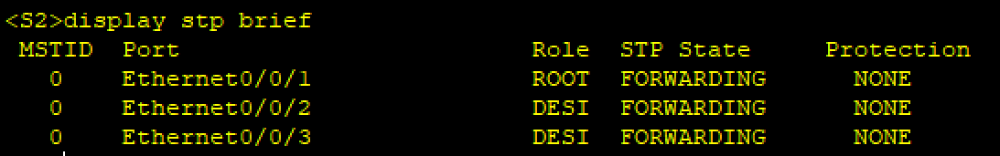 <S2>display stp brief
MSTID Port Role STP State Protection
0 Ethernet0/0/1 ROOT FORWARDING NONE
0 Ethernet0/0/2 DESI FORWARDING NONE
0 Ethernet0/0/3 DESI FORWARDING NONE